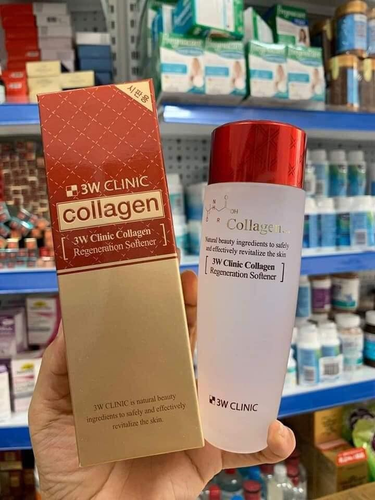 시판용
3W CLINIC
collagen
3W Clinic Collagen
Regeneration Softener
3W CLINIC is natural beauty
ingredients to safely and effectively
revitalize the skin.
OH
Collagen
Natural beauty ingredients to safely
and effectively revitalize the skin
3W Clinic Collagen
Regeneration Softener
3W CLINIC